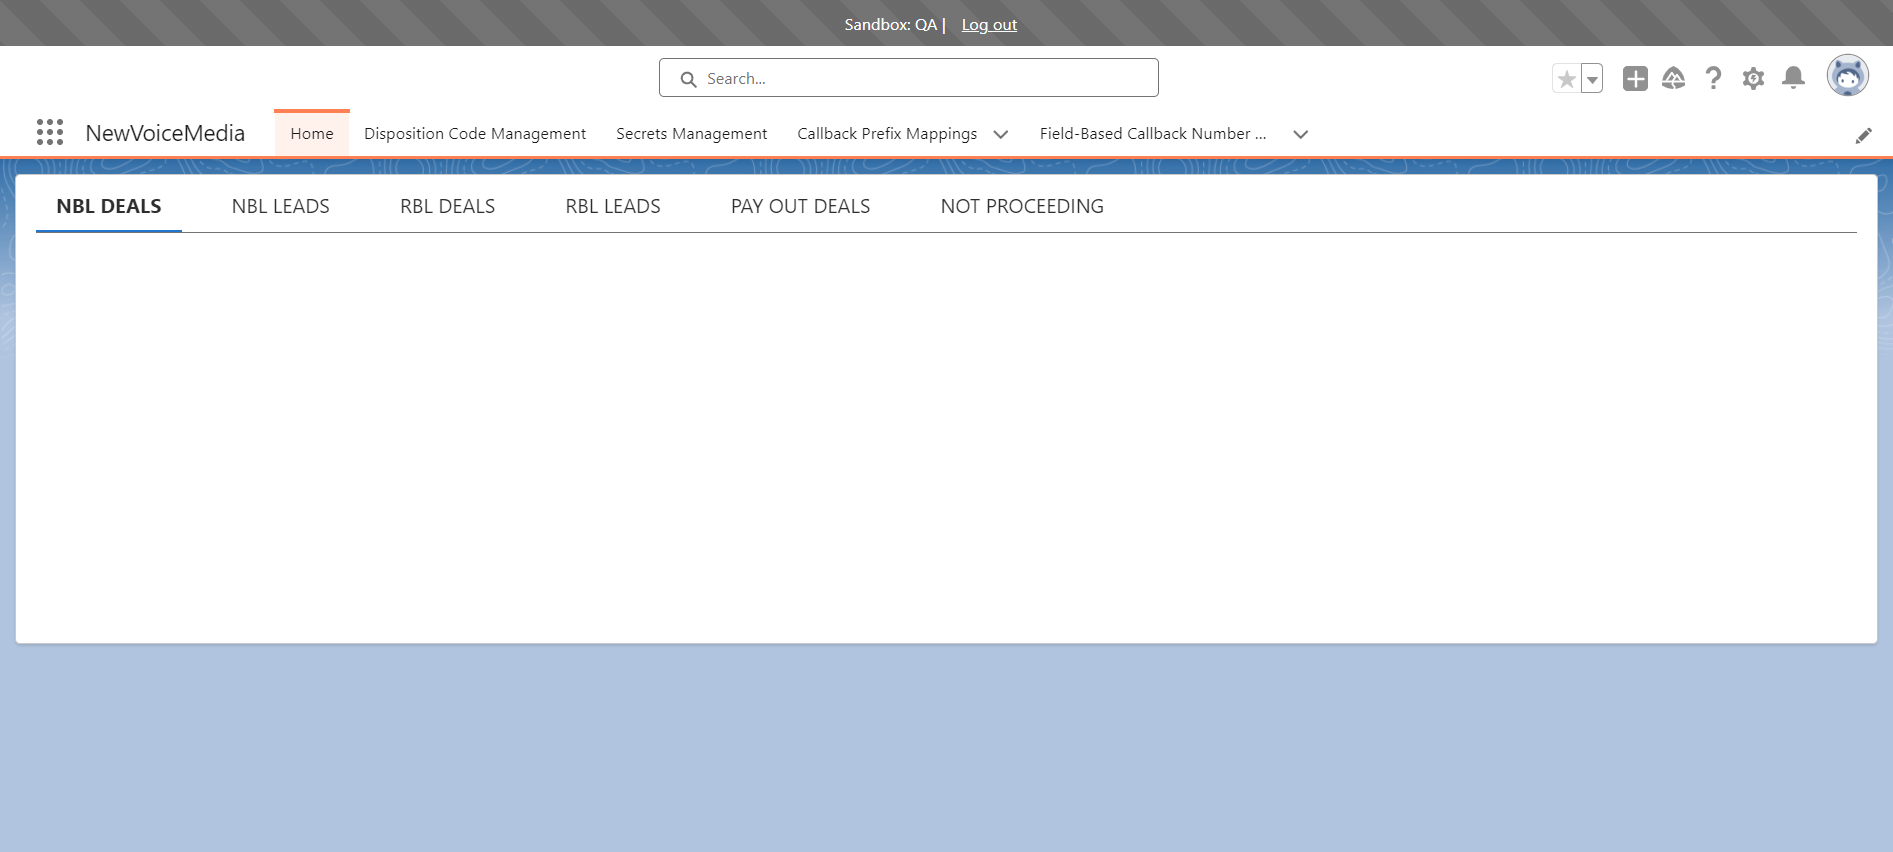 Sandbox: QA | Log out
Search...
NewVoiceMedia Home Disposition Code Management Secrets Management Callback Prefix Mappings Field-Based Callback Number ...
NBL DEALS NBL LEADS RBL DEALS RBL LEADS PAY OUT DEALS NOT PROCEEDING